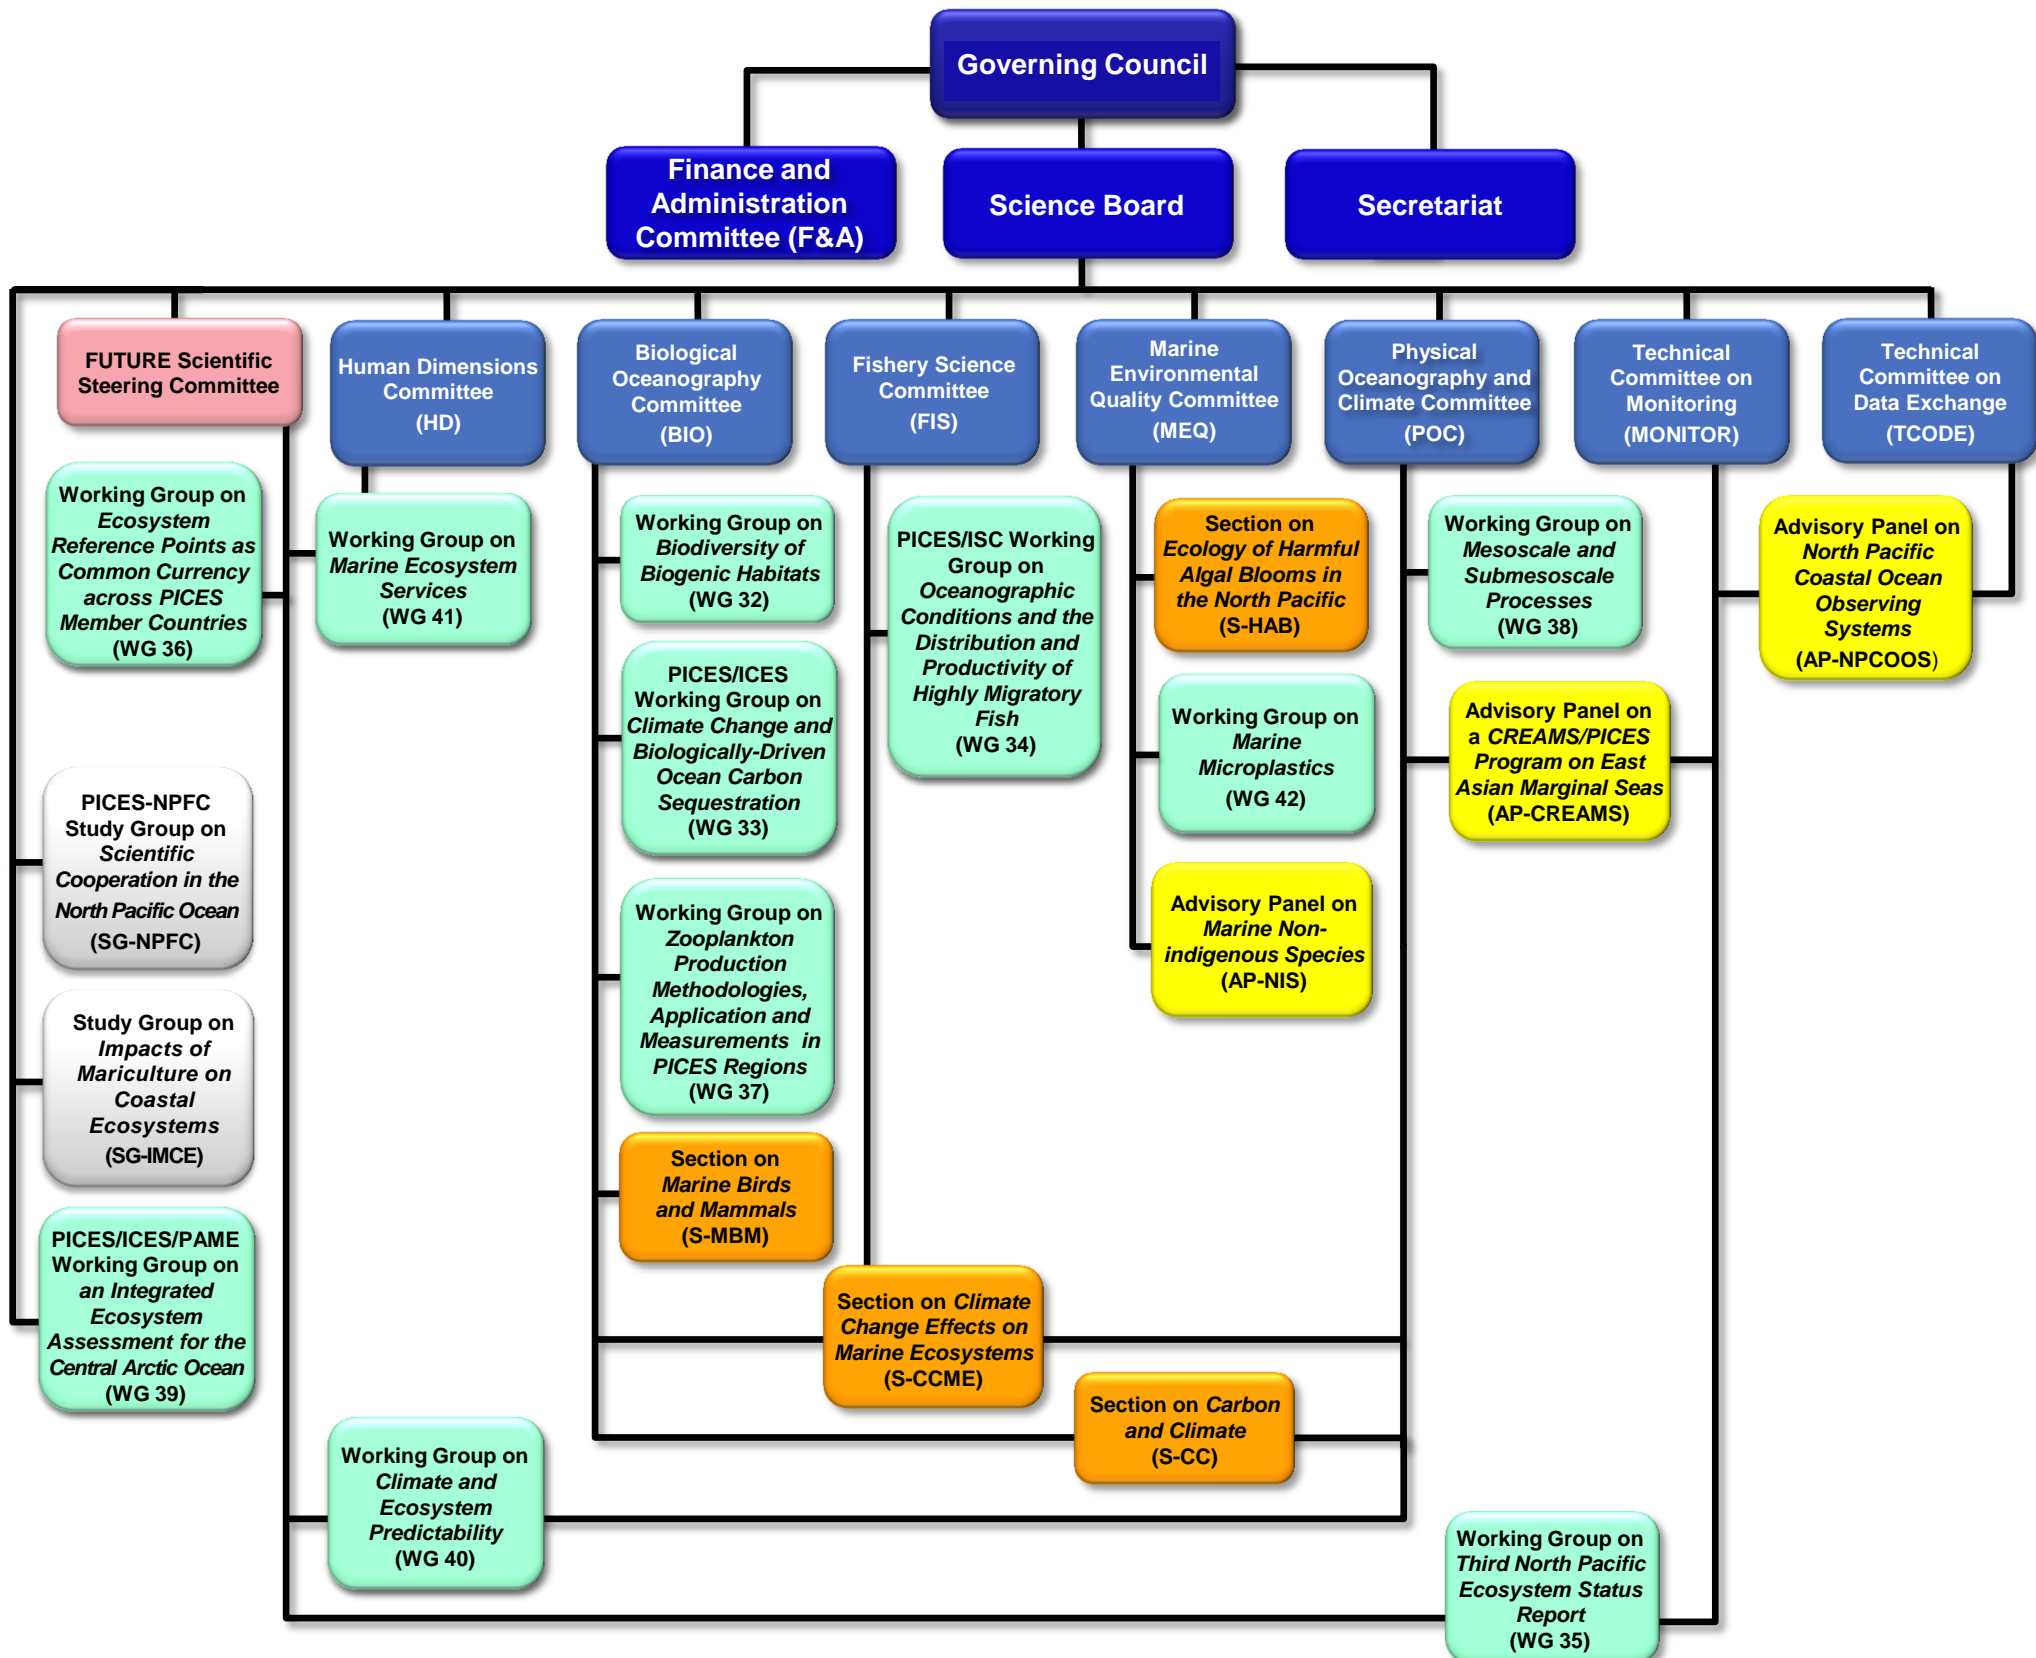 Governing Council
Finance and
Administration
Committee (F&A)
Science Board
Secretariat
FUTURE Scientific
Steering Committee
Human Dimensions
Committee
(HD)
Biological
Oceanography
Committee
(BIO)
Fishery Science
Committee
(FIS)
Marine
Environmental
Quality Committee
(MEQ)
Physical
Oceanography and
Climate Committee
(POC)
Technical
Committee on
Monitoring
(MONITOR)
Technical
Committee on
Data Exchange
(TCODE)
Working Group on
Ecosystem
Reference Points as
Common Currency
across PICES
Member Countries
(WG 36)
Working Group on
Marine Ecosystem
Services
(WG 41)
Working Group on
Biodiversity of
Biogenic Habitats
(WG 32)
PICES/ISC Working
Group on
Oceanographic
Conditions and the
Distribution and
Productivity of
Highly Migratory
Fish
(WG 34)
Section on
Ecology of Harmful
Algal Blooms in
the North Pacific
(S-HAB)
Working Group on
Mesoscale and
Submesoscale
Processes
(WG 38)
Advisory Panel on
North Pacific
Coastal Ocean
Observing
Systems
(AP-NPCOOS)
PICES/ICES
Working Group on
Climate Change and
Biologically-Driven
Ocean Carbon
Sequestration
(WG 33)
Working Group on
Marine
Microplastics
(WG 42)
Advisory Panel on
a CREAMS/PICES
Program on East
Asian Marginal Seas
(AP-CREAMS)
PICES-NPFC
Study Group on
Scientific
Cooperation in the
North Pacific Ocean
(SG-NPFC)
Working Group on
Zooplankton
Production
Methodologies,
Application and
Measurements in
PICES Regions
(WG 37)
Advisory Panel on
Marine Non-
indigenous Species
(AP-NIS)
Study Group on
Impacts of
Mariculture on
Coastal
Ecosystems
(SG-IMCE)
Section on
Marine Birds
and Mammals
(S-MBM)
PICES/ICES/PAME
Working Group on
an Integrated
Ecosystem
Assessment for the
Central Arctic Ocean
(WG 39)
Section on Climate
Change Effects on
Marine Ecosystems
(S-CCME)
Section on Carbon
and Climate
(S-CC)
Working Group on
Climate and
Ecosystem
Predictability
(WG 40)
Working Group on
Third North Pacific
Ecosystem Status
Report
(WG 35)